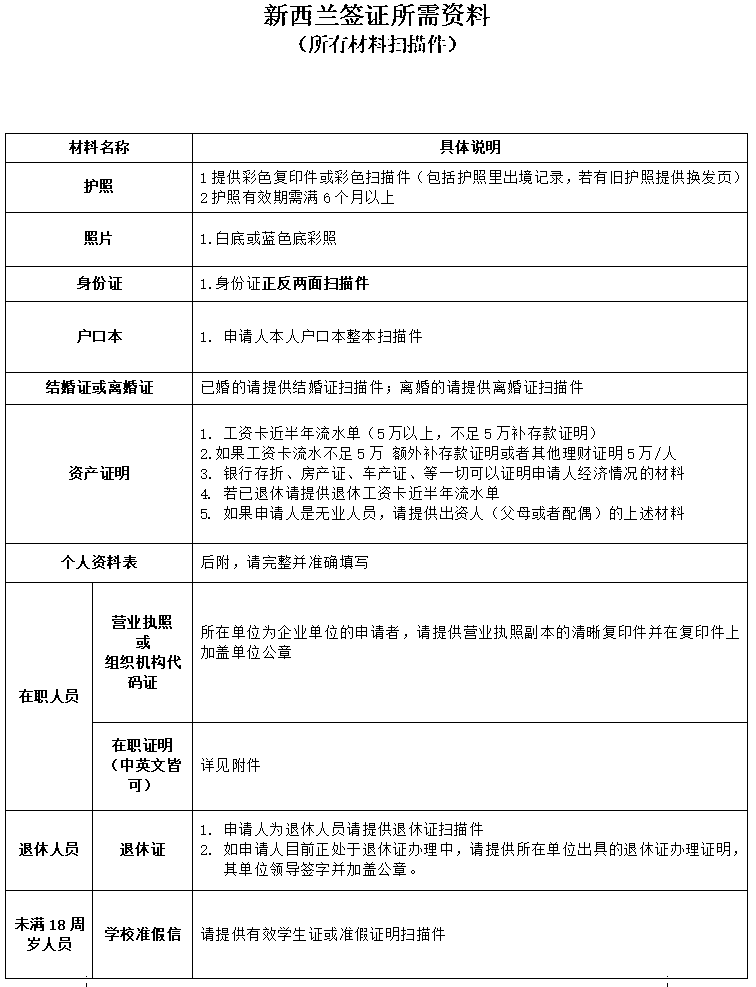 新西兰签证所需资料
（所有材料扫描件）
材料名称
具体说明
护照
1 提供彩色复印件或彩色扫描件（包括护照里出境记录，若有旧护照提供换发页）
2 护照有效期需满 6 个月以上
照片
1.白底或蓝色底彩照
身份证
1.身份证正反两面扫描件
户口本
1. 申请人本人户口本整本扫描件
结婚证或离婚证
已婚的请提供结婚证扫描件；离婚的请提供离婚证扫描件
资产证明
1. 工资卡近半年流水单（5 万以上，不足 5 万补存款证明）
2.如果工资卡流水不足 5 万 额外补存款证明或者其他理财证明 5 万/人
3. 银行存折、房产证、车产证、等一切可以证明申请人经济情况的材料
4. 若已退休请提供退休工资卡近半年流水单
5. 如果申请人是无业人员，请提供出资人（父母或者配偶）的上述材料
个人资料表
后附，请完整并准确填写
在职人员
营业执照
或
组织机构代
码证
所在单位为企业单位的申请者，请提供营业执照副本的清晰复印件并在复印件上
加盖单位公章
在职证明
（中英文皆
可）
详见附件
退休人员
退休证
1. 申请人为退休人员请提供退休证扫描件
2. 如申请人目前正处于退休证办理中，请提供所在单位出具的退休证办理证明，
其单位领导签字并加盖公章。
未满 18 周
岁人员
学校准假信
请提供有效学生证或准假证明扫描件